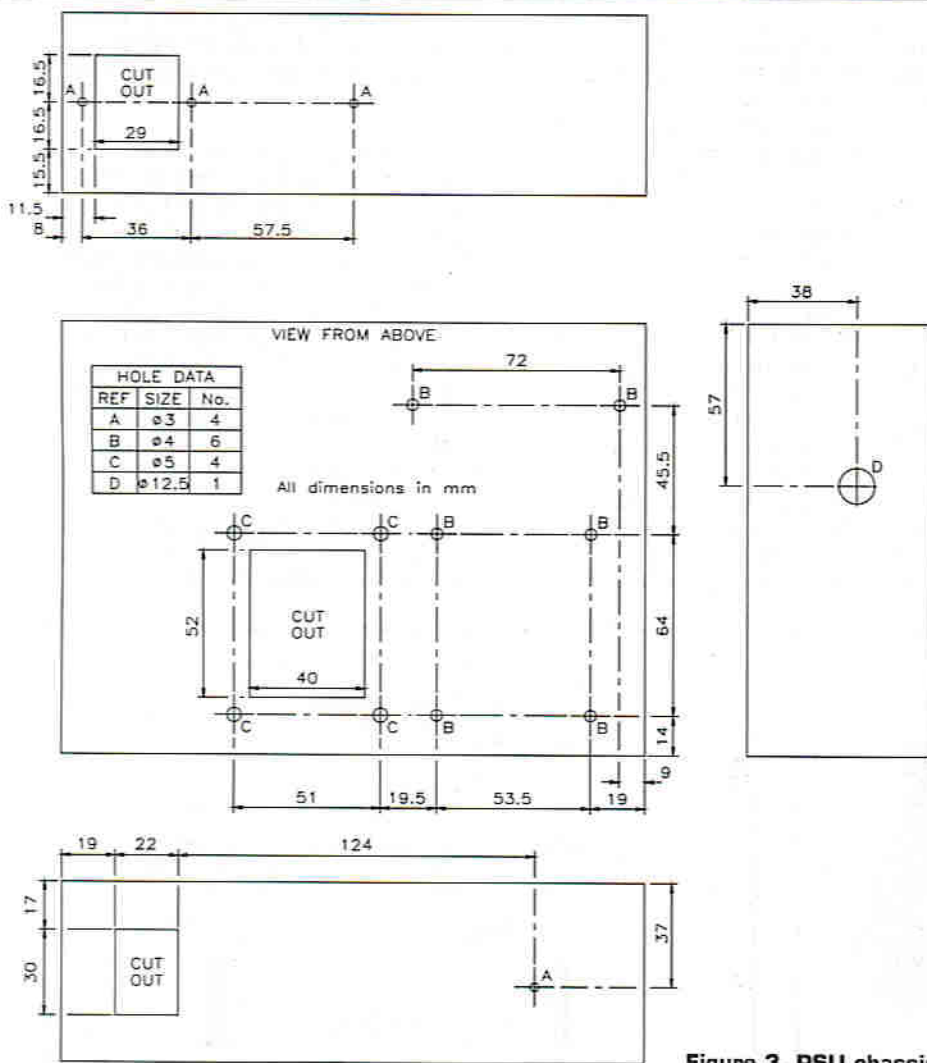 CUT
OUT
A
A
A
16.5
16.5
15.5
29
11.5
8
36
57.5
VIEW FROM ABOVE
HOLE DATA
REF SIZE No.
A ø3 4
B ø4 6
C ø5 4
D ø12.5 1
All dimensions in mm
72
B
B
45.5
C
C
B
B
52
CUT
OUT
40
64
C
C
B
B
14
9
51
19.5
53.5
19
38
57
D
19
22
124
17
30
CUT
OUT
37
A